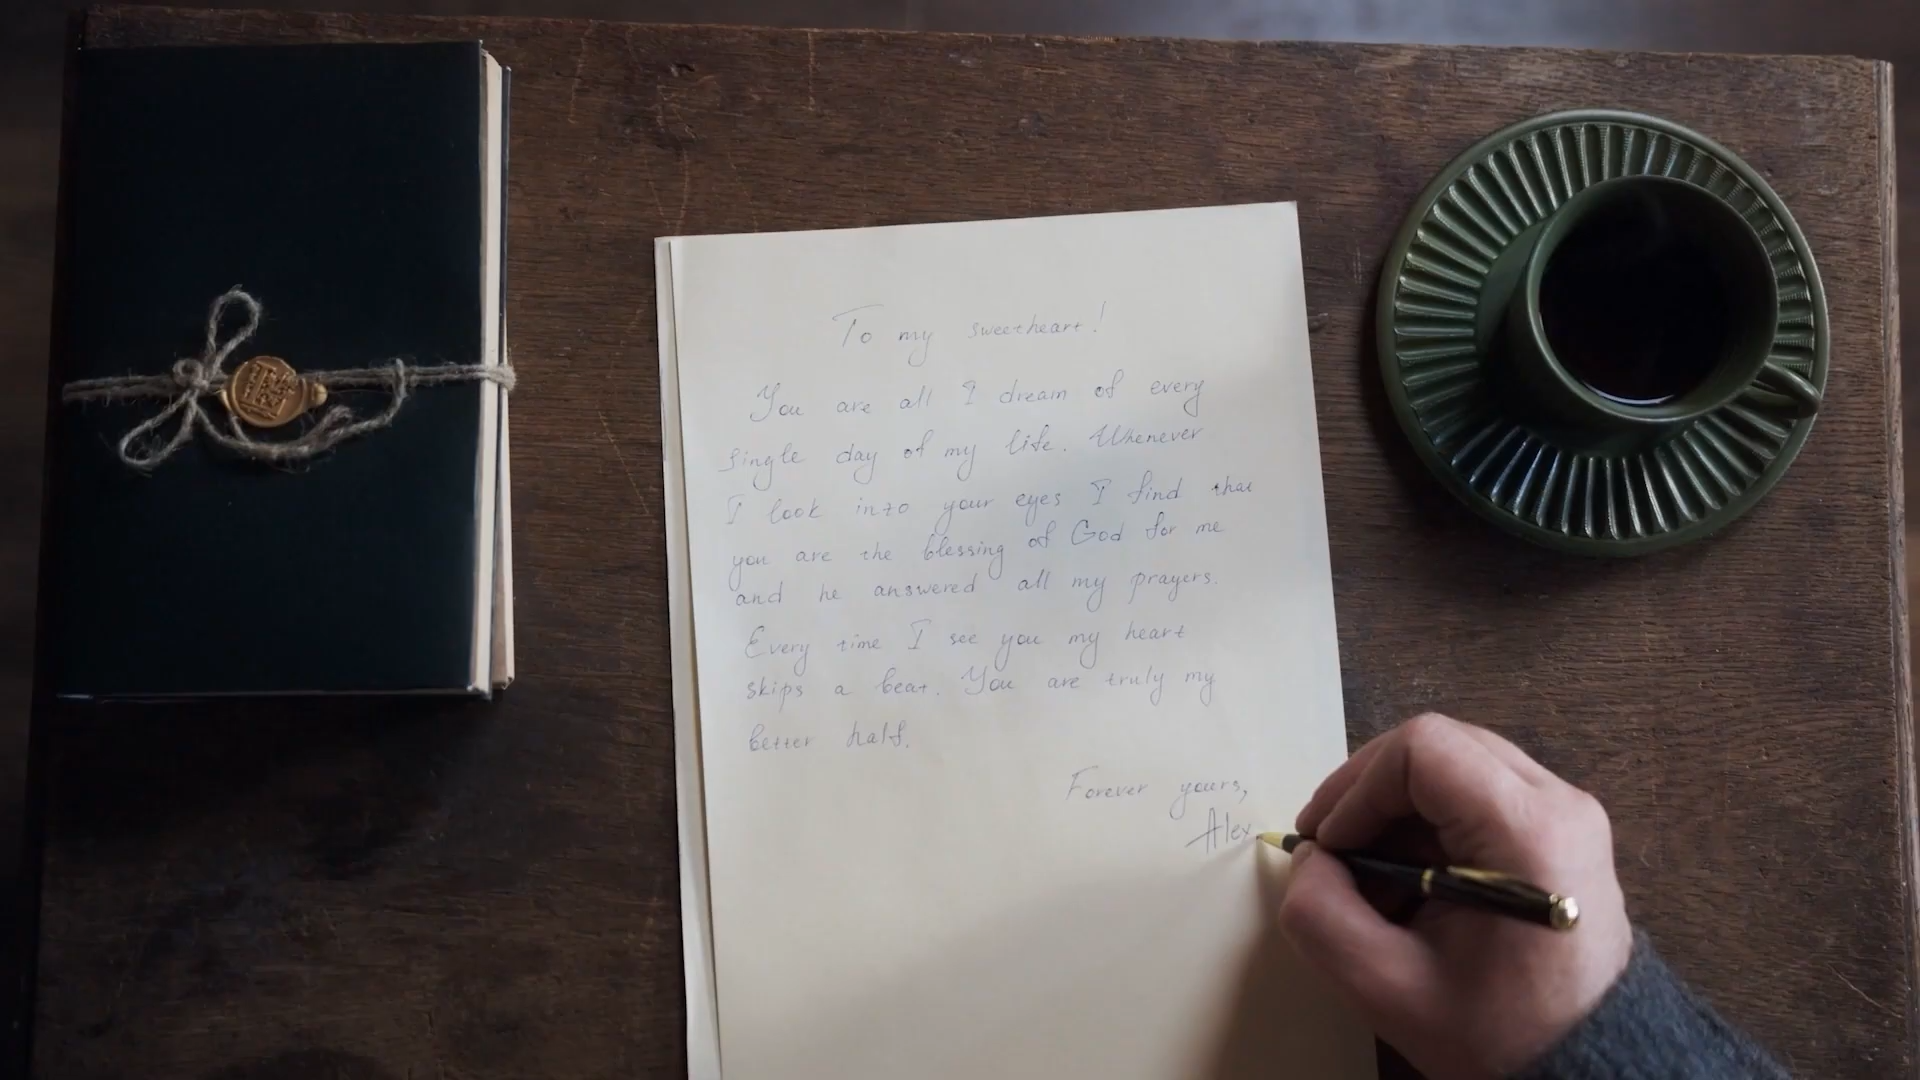 To my sweetheart!
You are all I dream of every
single day of my life. Whenever
I look into your eyes I find that
you are the blessing of God for me
and he answered all my prayers.
Every time I see you my heart
skips a beat. You are truly my
better half.
Forever yours,
Alex